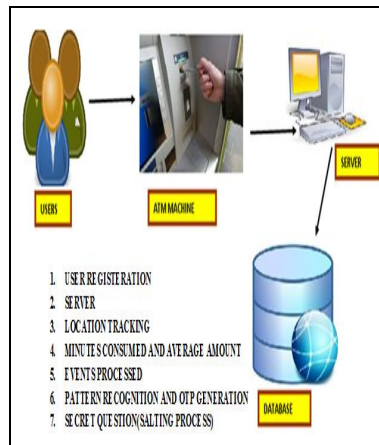 USERS
ATM MACHINE
SERVER
1. USER REGISTERATION
2. SERVER
3. LOCATION TRACKING
4. MINUTES CONSUMED AND AVERAGE AMOUNT
5. EVENTS PROCESSED
6. PATTERN RECOGNITION AND OTP GENERATION
7. SECRET QUESTION(SALTING PROCESS)
DATABASE